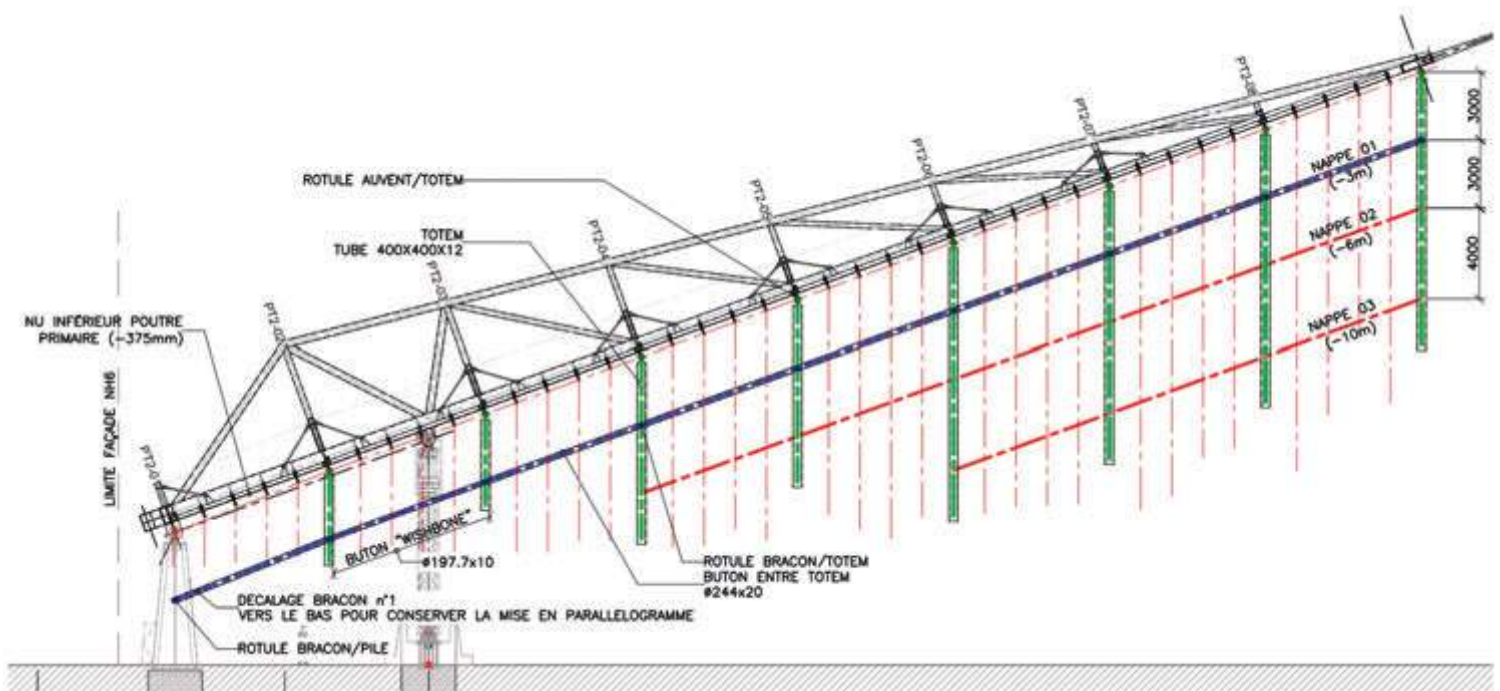 PT2-08
PT2-07
PT2-06
PT2-05
PT2-04
PT2-03
PT2-02
PT2-01
3000
3000
4000
NAPPE 01
(-3m)
NAPPE 02
(-6m)
NAPPE 03
(-10m)
ROTULE AUVENT/TOTEM
TOTEM
TUBE 400X400X12
NU INFÉRIEUR POUTRE
PRIMAIRE (-375mm)
LIMITE FAÇADE NH6
BUTON "WISHBONE"
ø197.7x10
ROTULE BRACON/TOTEM
BUTON ENTRE TOTEM
ø244x20
DECALAGE BRACON n°1
VERS LE BAS POUR CONSERVER LA MISE EN PARALLELOGRAMME
ROTULE BRACON/PILE